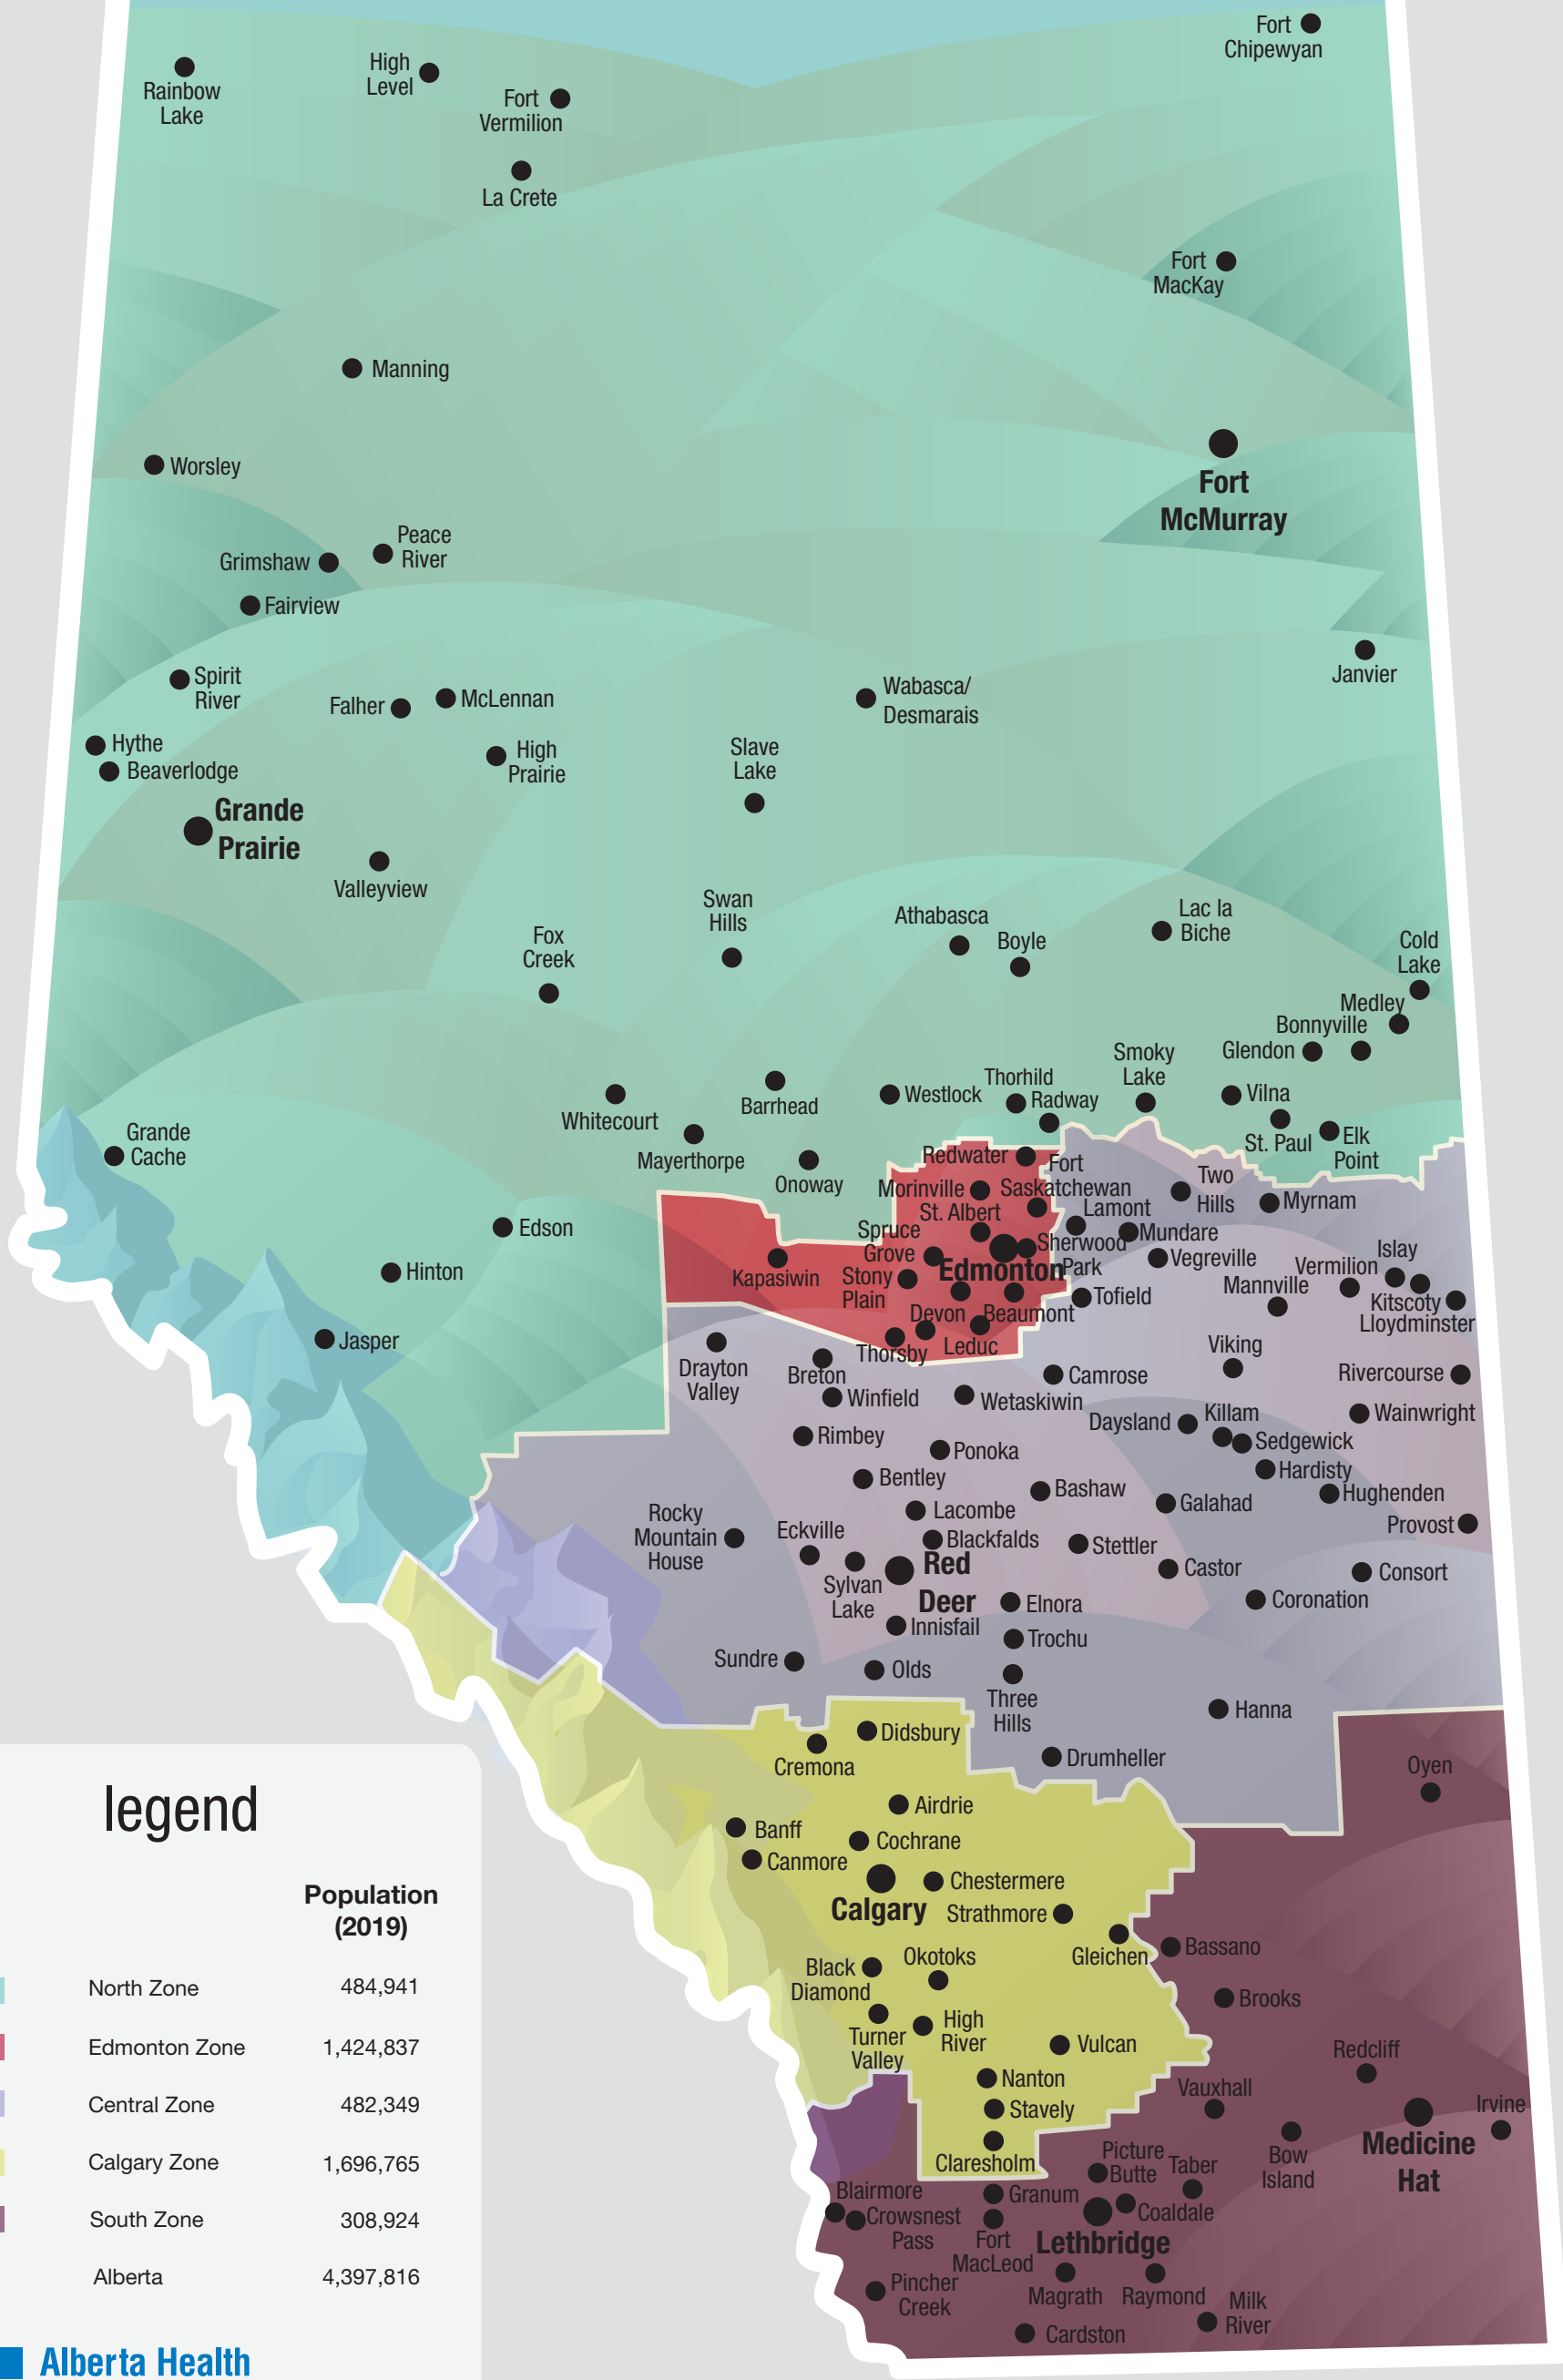 Fort
Chipewyan
Rainbow
Lake
High
Level
Fort
Vermilion
La Crete
Fort
MacKay
Manning
Fort
McMurray
Worsley
Peace
River
Grimshaw
Fairview
Janvier
Spirit
River
Falher
McLennan
Wabasca/
Desmarais
Hythe
Beaverlodge
High
Prairie
Slave
Lake
Grande
Prairie
Valleyview
Swan
Hills
Athabasca
Boyle
Lac la
Biche
Fox
Creek
Cold
Lake
Medley
Bonnyville
Glendon
Smoky
Lake
Thorhild
Radway
Westlock
Vilna
Barrhead
Whitecourt
St. Paul
Elk
Point
Grande
Cache
Mayerthorpe
Onoway
Redwater
Fort
Saskatchewan
Morinville
St. Albert
Two
Hills
Myrnam
Lamont
Mundare
Edson
Spruce
Grove
Sherwood
Park
Vegreville
Islay
Vermilion
Hinton
Kapasiwin
Stony
Plain
Edmonton
Mannville
Kitscoty
Lloydminster
Tofield
Devon
Beaumont
Jasper
Thorsby
Leduc
Drayton
Valley
Breton
Viking
Camrose
Rivercourse
Winfield
Wetaskiwin
Daysland
Killam
Wainwright
Rimbey
Ponoka
Sedgewick
Hardisty
Bentley
Bashaw
Hughenden
Lacombe
Galahad
Rocky
Mountain
House
Eckville
Blackfalds
Stettler
Provost
Red
Deer
Sylvan
Lake
Castor
Consort
Elnora
Coronation
Innisfail
Trochu
Sundre
Olds
Three
Hills
Hanna
Didsbury
Cremona
Drumheller
Oyen
Airdrie
Banff
Cochrane
Canmore
Chestermere
Calgary
Strathmore
Gleichen
Bassano
Black
Diamond
Okotoks
Brooks
Turner
Valley
High
River
Vulcan
Redcliff
Nanton
Vauxhall
Stavely
Irvine
Claresholm
Bow
Island
Medicine
Hat
Picture
Butte
Taber
Blairmore
Granum
Crowsnest
Pass
Coaldale
Fort
MacLeod
Lethbridge
Pincher
Creek
Magrath
Raymond
Milk
River
Cardston
legend
Population
(2019)
North Zone 484,941
Edmonton Zone 1,424,837
Central Zone 482,349
Calgary Zone 1,696,765
South Zone 308,924
Alberta 4,397,816
Alberta Health